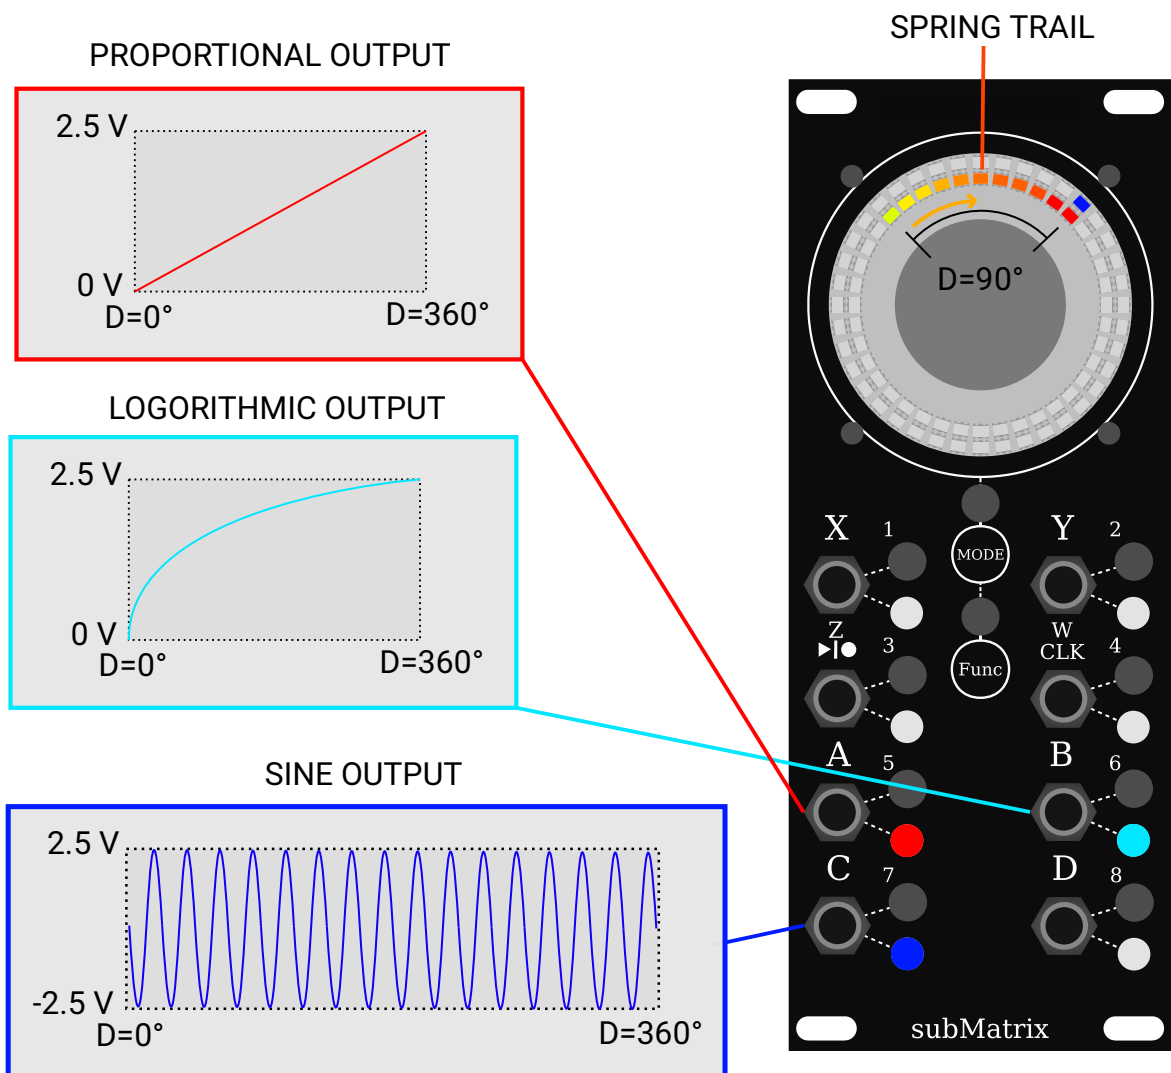 SPRING TRAIL
PROPORTIONAL OUTPUT
2.5 V
0 V
D=0°
D=360°
D=90°
LOGORITHMIC OUTPUT
2.5 V
0 V
D=0°
D=360°
SINE OUTPUT
2.5 V
-2.5 V
D=0°
D=360°
X
1
MODE
Y
2
Z
3
Func
W
CLK
4
A
5
B
6
C
7
D
8
subMatrix